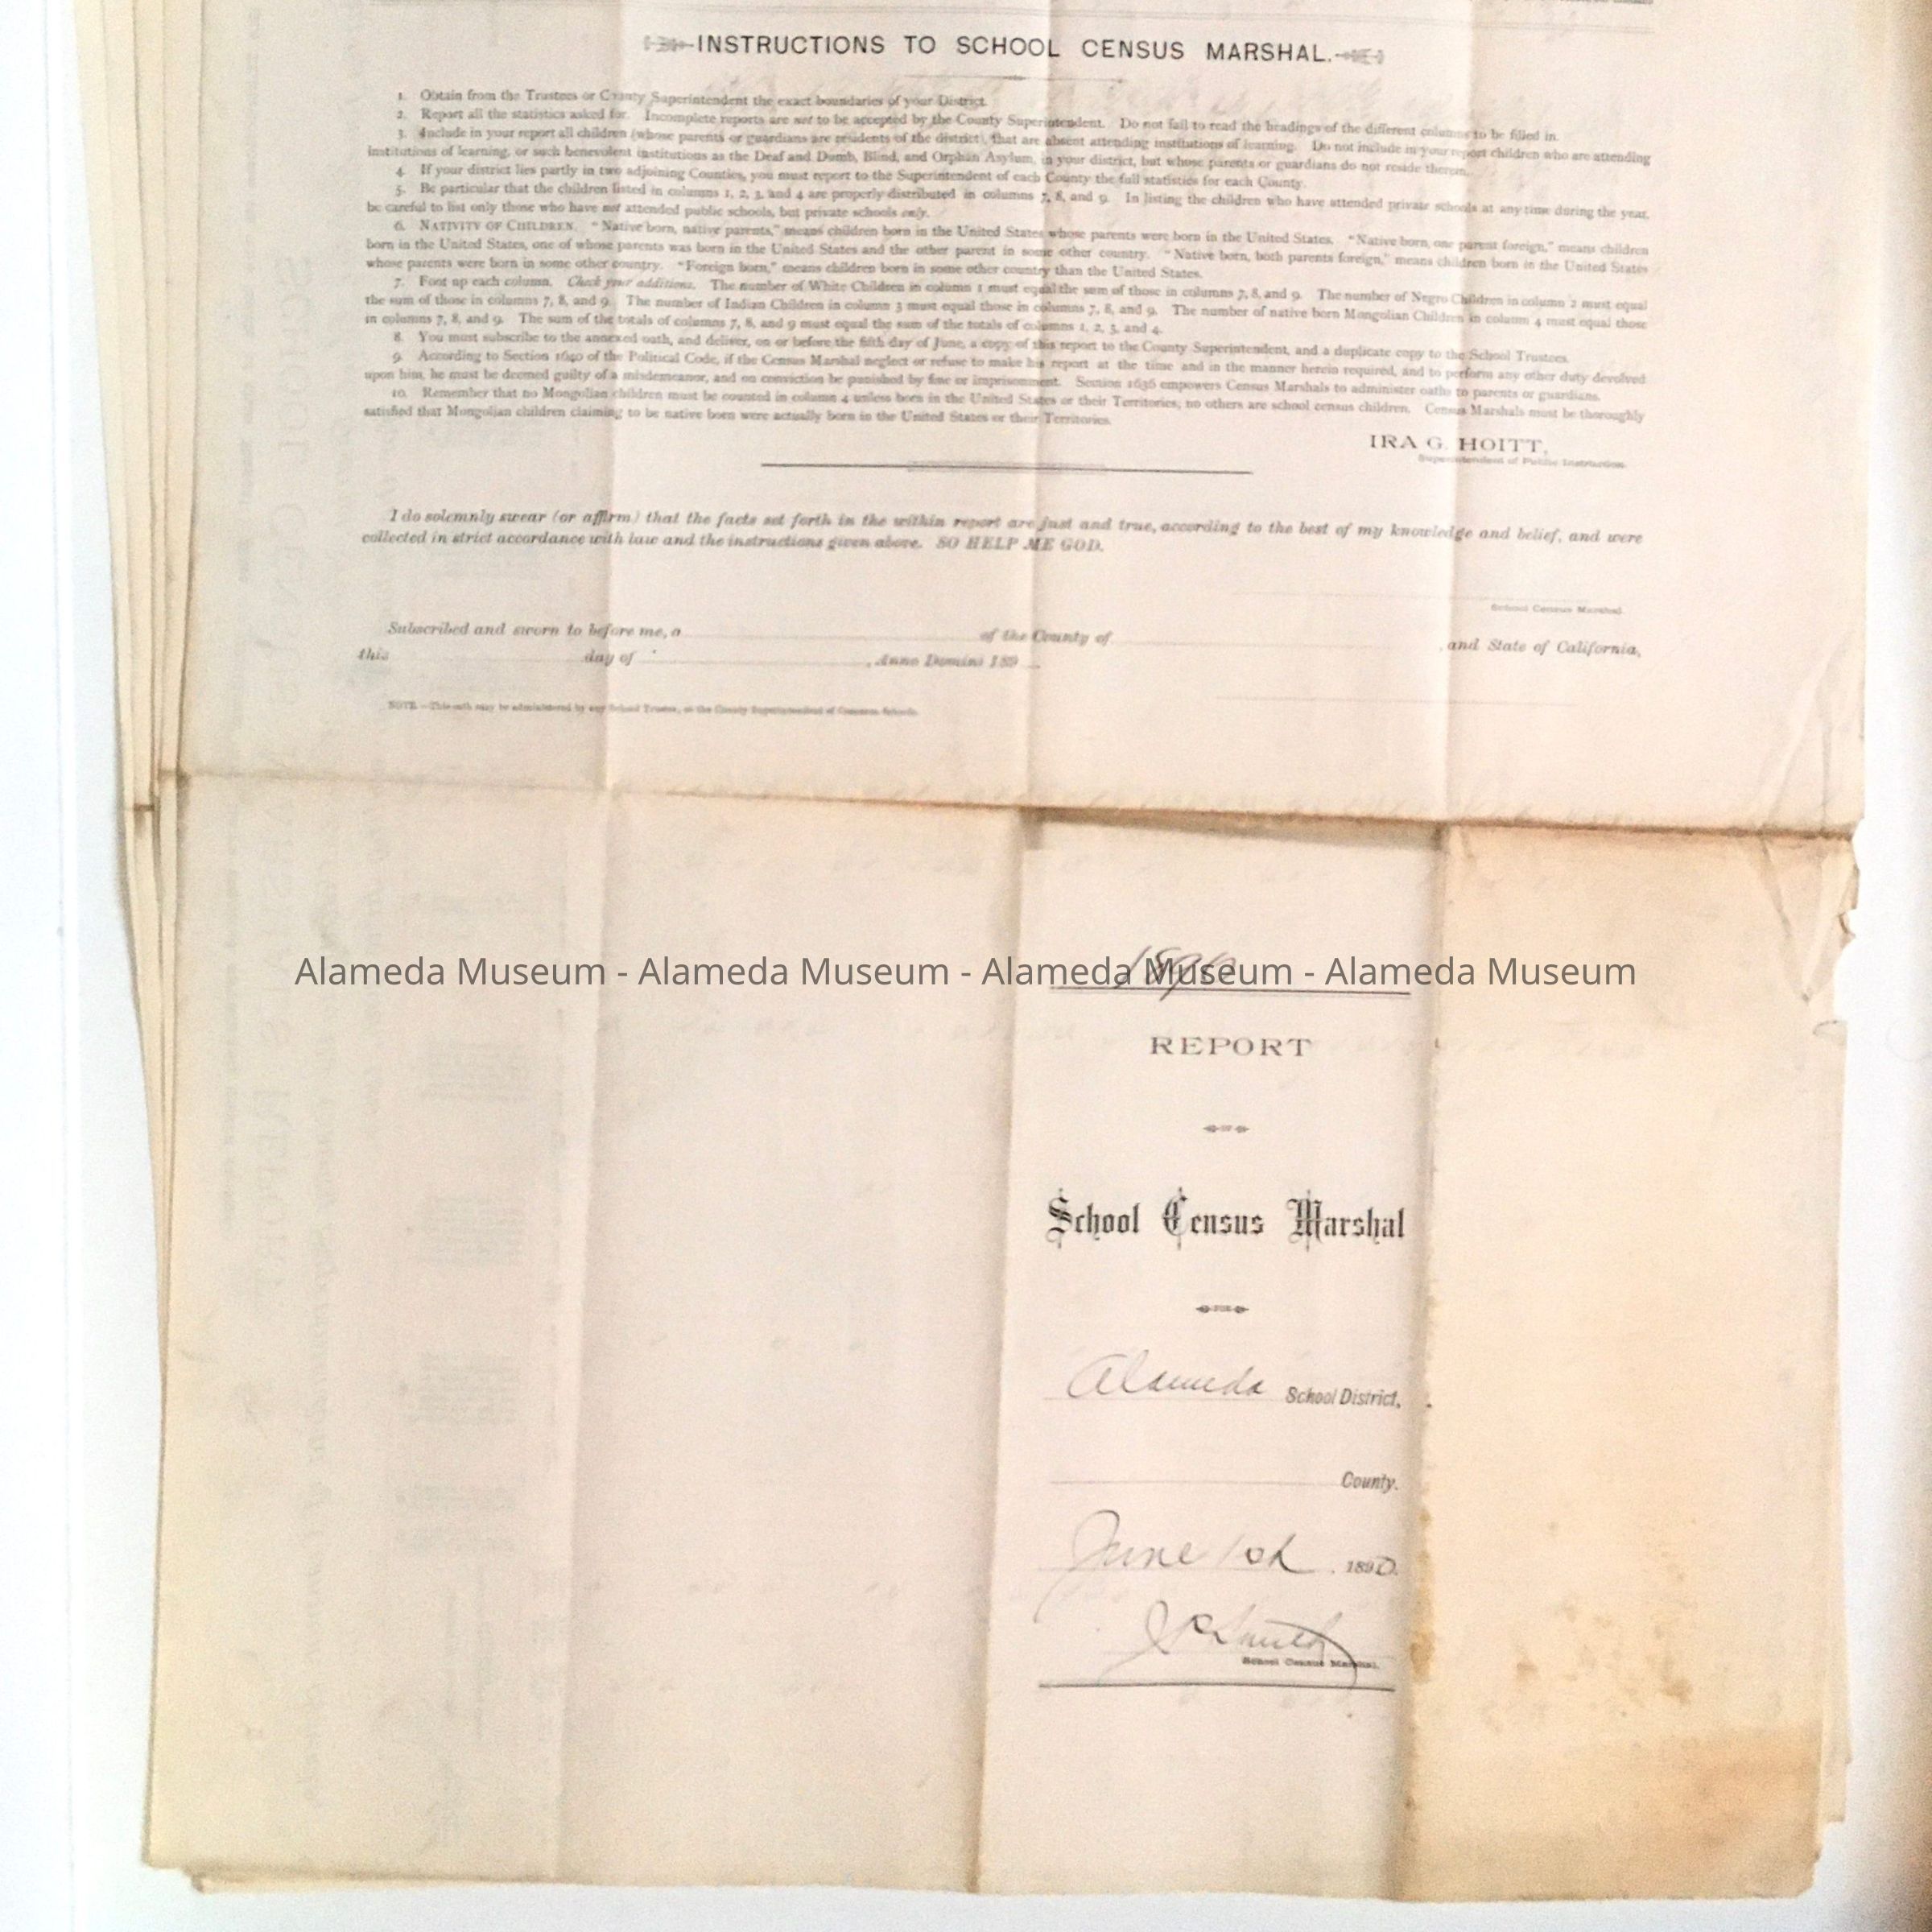 INSTRUCTIONS TO SCHOOL CENSUS MARSHAL.
1. Obtain from the Trustees or County Superintendent the exact boundaries of your District.
2. Report all the statistics asked for. Incomplete reports are not to be accepted by the County Superintendent. Do not fail to read the headings of the different columns to be filled in.
3. Include in your report all children (whose parents or guardians are residents of the district), that are absent attending institutions of learning. Do not include in your report children who are attending
institutions of learning, or such benevolent institutions as the Deaf and Dumb, Blind, and Orphan Asylum, in your district, but whose parents or guardians do not reside therein.
4. If your district lies partly in two adjoining Counties, you must report to the Superintendent of each County the full statistics for each County.
5. Be particular that the children listed in columns 1, 2, 3, and 4 are properly distributed in columns 7, 8, and 9. In listing the children who have attended private schools at any time during the year,
be careful to list only those who have not attended public schools, but private schools only.
6. NATIVITY OF CHILDREN. "Native born, native parents," means children born in the United States whose parents were born in the United States. "Native born, one parent foreign," means children
born in the United States, one of whose parents was born in the United States and the other parent in some other country. "Native born, both parents foreign," means children born in the United States
whose parents were born in some other country. "Foreign born," means children born in some other country than the United States.
7. Foot up each column. Check your additions. The number of White Children in column 1 must equal the sum of those in columns 7, 8, and 9. The number of Negro Children in column 2 must equal
the sum of those in columns 7, 8, and 9. The number of Indian Children in column 3 must equal those in columns 7, 8, and 9. The number of native born Mongolian Children in column 4 must equal those
in columns 7, 8, and 9. The sum of the totals of columns 7, 8, and 9 must equal the sum of the totals of columns 1, 2, 3, and 4.
8. You must subscribe to the annexed oath, and deliver, on or before the fifth day of June, a copy of this report to the County Superintendent, and a duplicate copy to the School Trustees.
9. According to Section 1640 of the Political Code, if the Census Marshal neglect or refuse to make his report at the time and in the manner herein required, and to perform any other duty devolved
upon him, he must be deemed guilty of a misdemeanor, and on conviction be punished by fine or imprisonment. Section 1636 empowers Census Marshals to administer oaths to parents or guardians.
10. Remember that no Mongolian children must be counted in column 4 unless born in the United States or their Territories; no others are school census children. Census Marshals must be thoroughly
satisfied that Mongolian children claiming to be native born were actually born in the United States or their Territories.
IRA G. HOITT,
Superintendent of Public Instruction.
I do solemnly swear (or affirm) that the facts set forth in the within report are just and true, according to the best of my knowledge and belief, and were
collected in strict accordance with law and the instructions given above. SO HELP ME GOD.
School Census Marshal.
Subscribed and sworn to before me, a of the County of , and State of California,
this day of , Anno Domini 189
NOTE.—This oath may be administered by any School Trustee, or the County Superintendent of Common Schools.
1890
Alameda Museum - Alameda Museum - Alameda Museum - Alameda Museum
REPORT
OF
School Census Marshal
FOR
Alameda School District.
County.
June 10th, 1890.
J P Smith
School Census Marshal.